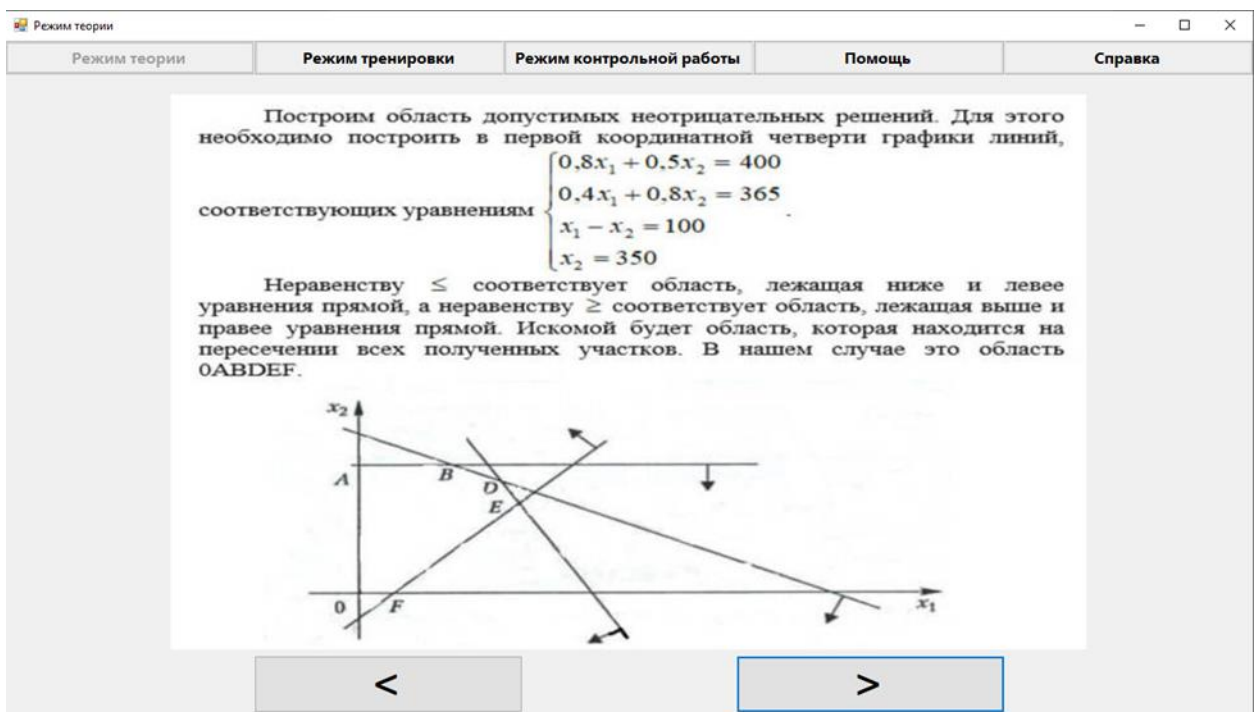 Режим теории
Режим теории Режим тренировки Режим контрольной работы Помощь Справка
Построим область допустимых неотрицательных решений. Для этого
необходимо построить в первой координатной четверти графики линий,
соответствующих уравнениям
0,8x₁ + 0,5x₂ = 400
0,4x₁ + 0,8x₂ = 365
x₁ − x₂ = 100
x₂ = 350
.
Неравенству ≤ соответствует область, лежащая ниже и левее
уравнения прямой, а неравенству ≥ соответствует область, лежащая выше и
правее уравнения прямой. Искомой будет область, которая находится на
пересечении всех полученных участков. В нашем случае это область
0ABDEF.
x₂
A
B
D
E
0
F
x₁
< >